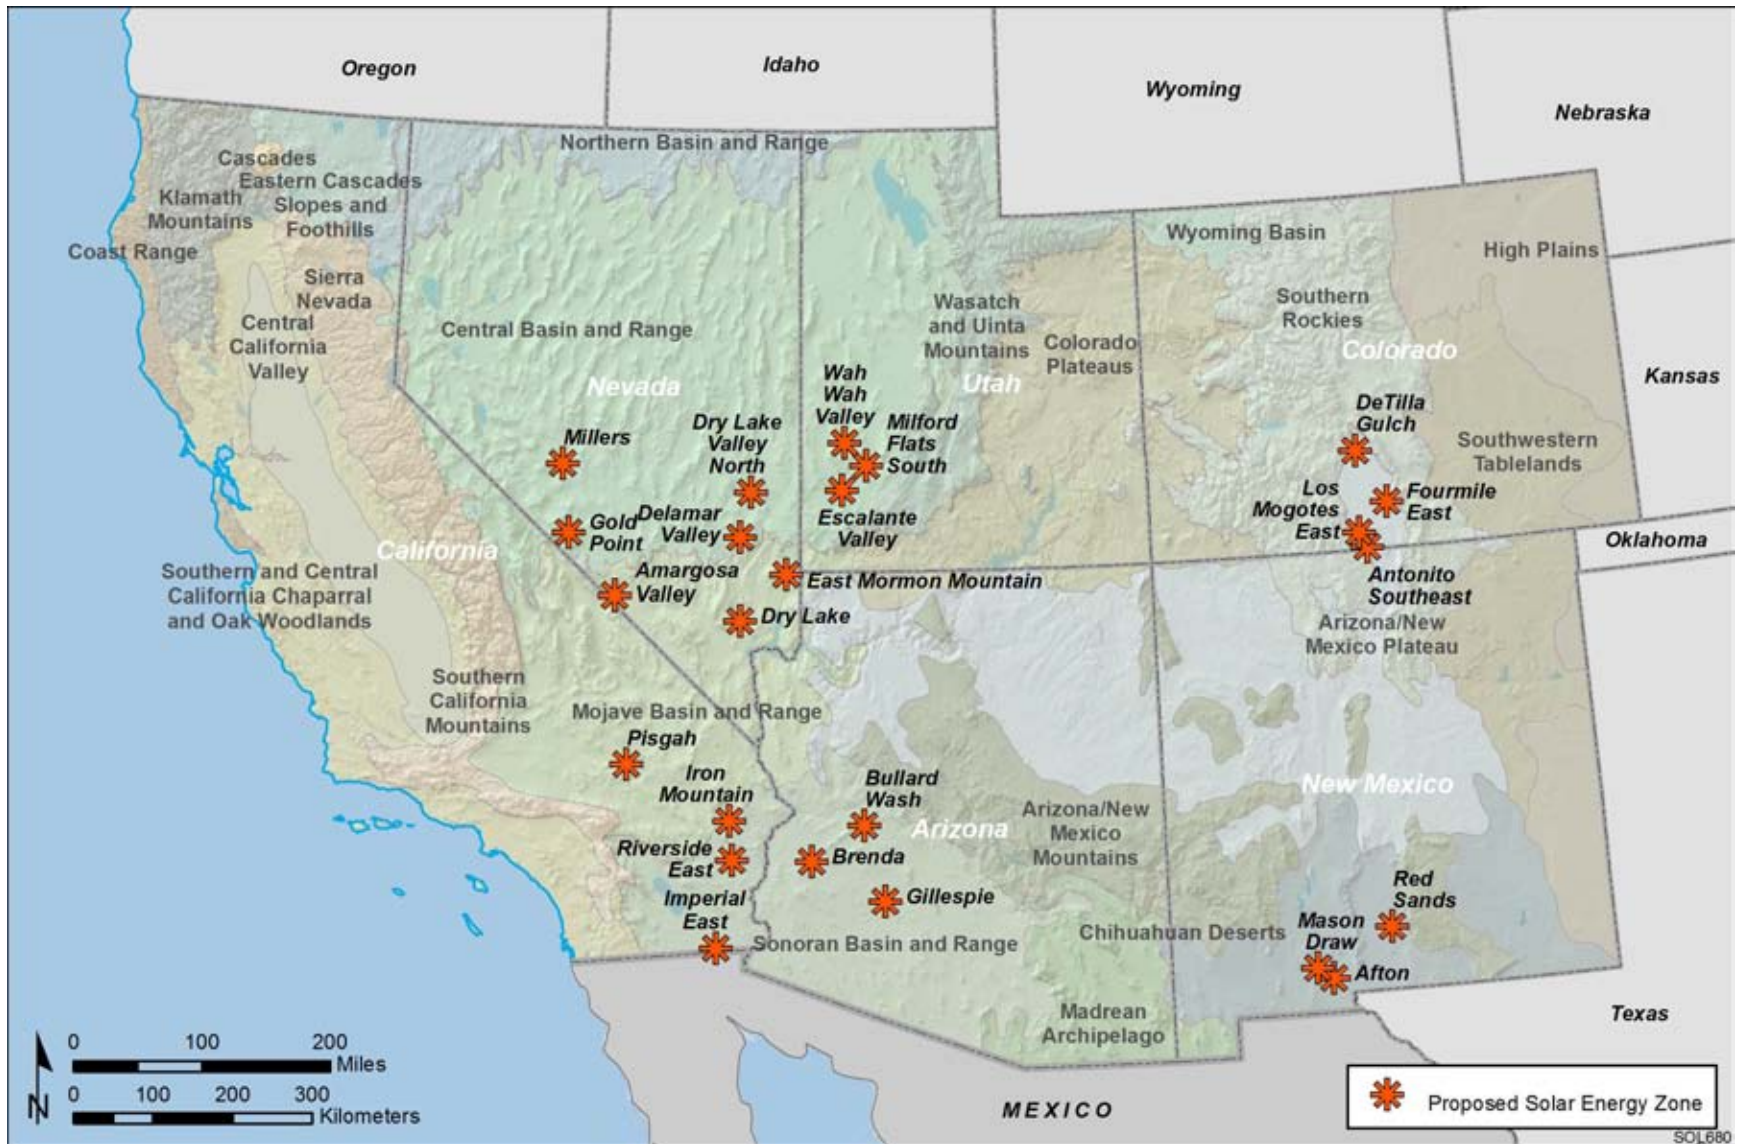 Oregon
Idaho
Wyoming
Nebraska
Northern Basin and Range
Cascades
Eastern Cascades
Slopes and
Foothills
Klamath
Mountains
Coast Range
Wyoming Basin
High Plains
Sierra
Nevada
Central
California
Valley
Central Basin and Range
Wasatch
and Uinta
Mountains
Colorado
Plateaus
Southern
Rockies
Colorado
Kansas
Nevada
Utah
Wah
Wah
Valley
Milford
Flats
South
Escalante
Valley
Dry Lake
Valley
North
Millers
Gold
Point
Delamar
Valley
DeTilla
Gulch
Southwestern
Tablelands
Los
Mogotes
East
Fourmile
East
Antonito
Southeast
Oklahoma
California
Amargosa
Valley
East Mormon Mountain
Dry Lake
Southern and Central
California Chaparral
and Oak Woodlands
Arizona/New
Mexico Plateau
Southern
California
Mountains
Mojave Basin and Range
Pisgah
Iron
Mountain
Riverside
East
Imperial
East
Bullard
Wash
Arizona
Brenda
Gillespie
Arizona/New
Mexico
Mountains
New Mexico
Red
Sands
Mason
Draw
Afton
Chihuahuan Deserts
Sonoran Basin and Range
Madrean
Archipelago
Texas
MEXICO
N
0 100 200
Miles
0 100 200 300
Kilometers
Proposed Solar Energy Zone
SOL680